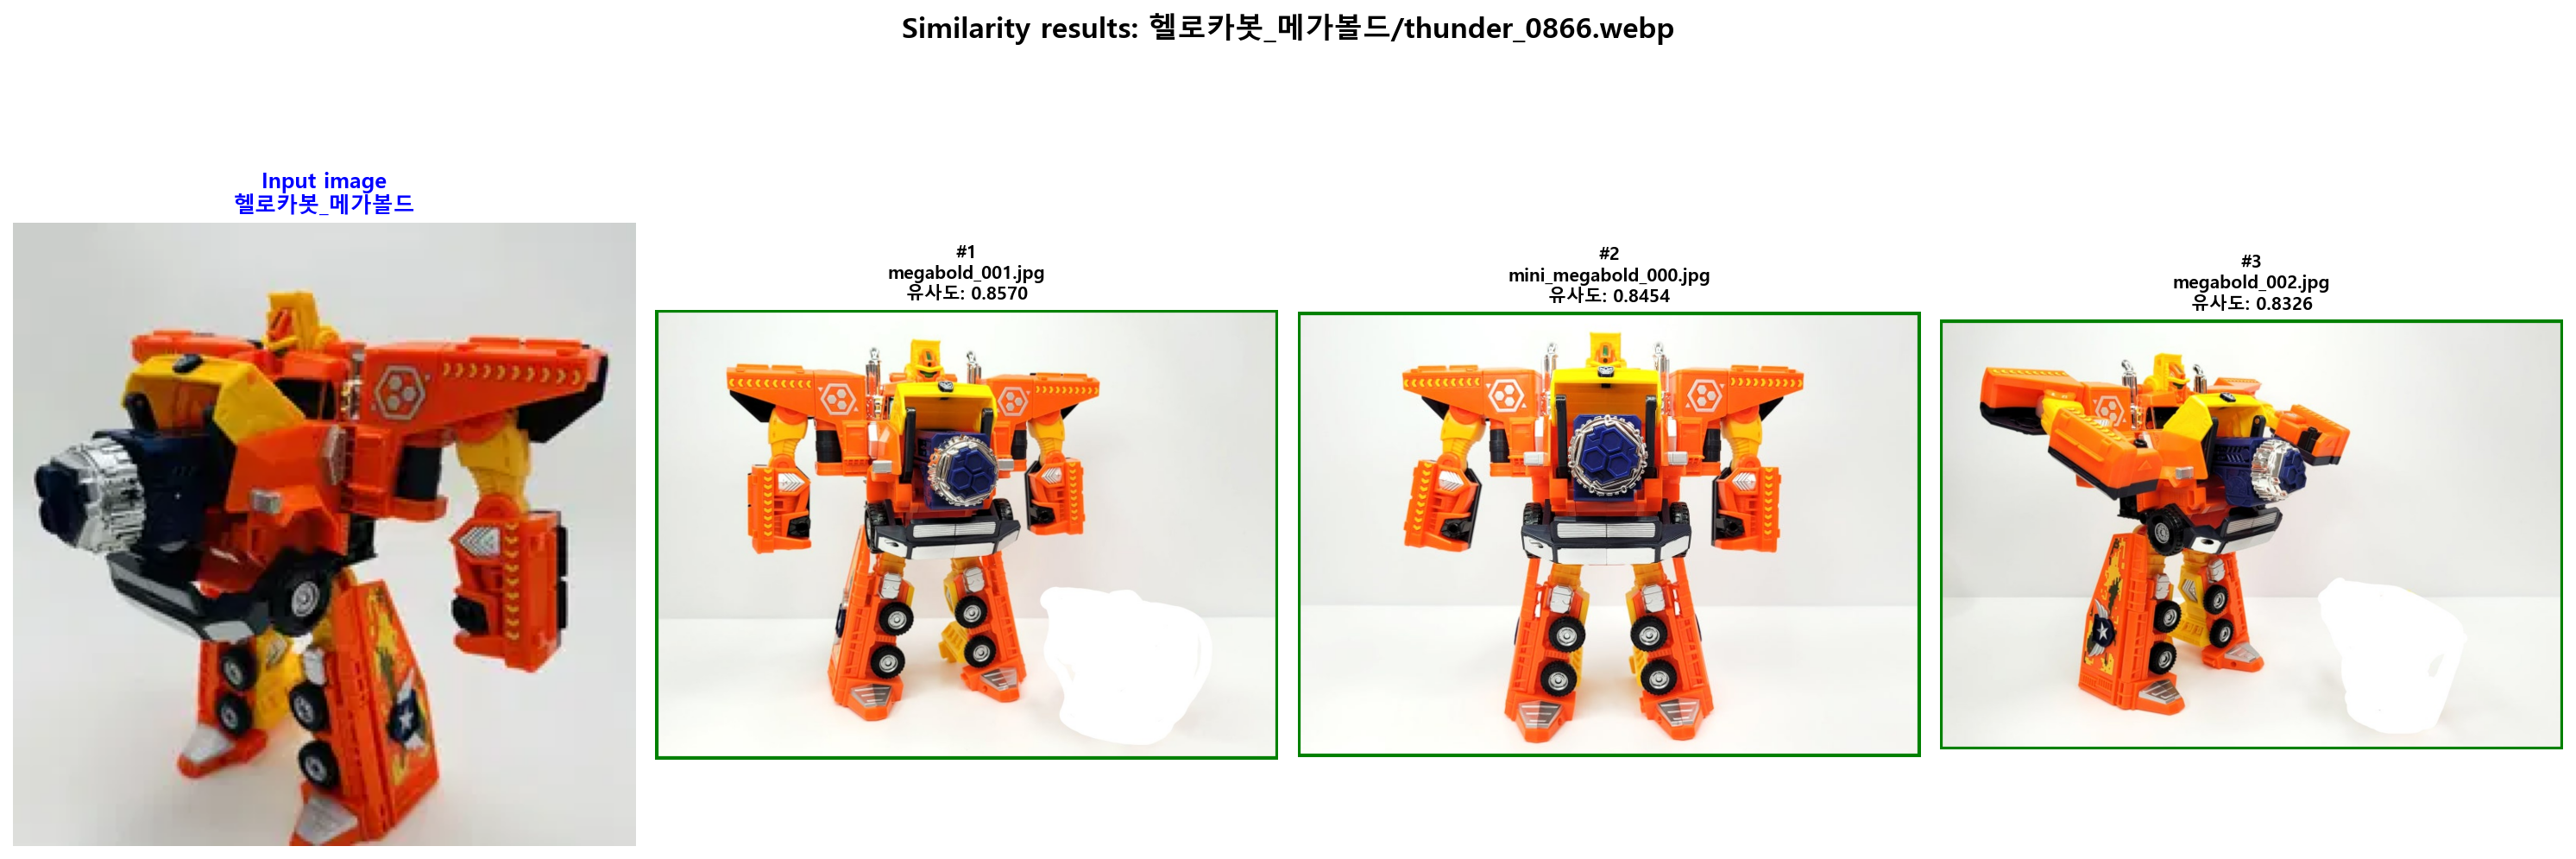 Similarity results: 헬로카봇_메가볼드/thunder_0866.webp
Input image
헬로카봇_메가볼드
#1
megabold_001.jpg
유사도: 0.8570
#2
mini_megabold_000.jpg
유사도: 0.8454
#3
megabold_002.jpg
유사도: 0.8326